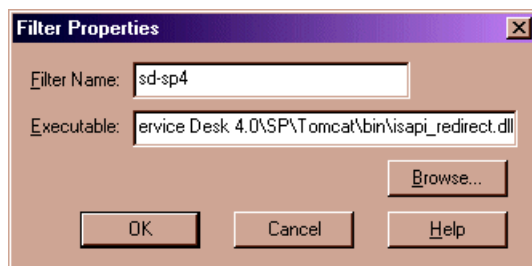 Filter Properties
Filter Name: sd-sp4
Executable: ervice Desk 4.0\SP\Tomcat\bin\isapi_redirect.dll
Browse...
OK Cancel Help